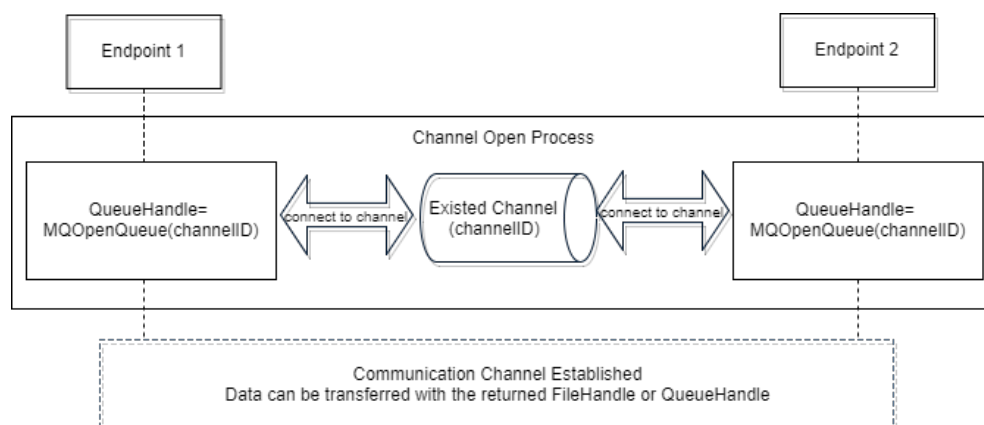 Endpoint 1
Endpoint 2
Channel Open Process
QueueHandle=
MQOpenQueue(channelID)
connect to channel
Existed Channel
(channelID)
connect to channel
QueueHandle=
MQOpenQueue(channelID)
Communication Channel Established
Data can be transferred with the returned FileHandle or QueueHandle